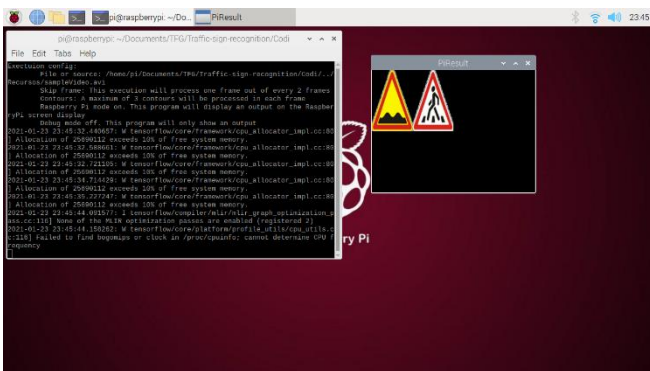 pi@raspberrypi: ~/Do...
PiResult
23:45
pi@raspberrypi: ~/Documents/TFG/Traffic-sign-recognition/Codi
File Edit Tabs Help
Exectuion config:
File or source: /home/pi/Documents/TFG/Traffic-sign-recognition/Codi/../
Recursos/sampleVideo.avi
Skip frame: This execution will process one frame out of every 2 frames
Contours: A maximum of 3 contours will be processed in each frame
Raspberry Pi mode on. This program will display an output on the Raspber
ryPi screen display
Debug mode off. This program will only show an output
2021-01-23 23:45:32.440687: W tensorflow/core/framework/cpu_allocator_impl.cc:80
] Allocation of 25890112 exceeds 10% of free system memory.
2021-01-23 23:45:32.588661: W tensorflow/core/framework/cpu_allocator_impl.cc:80
] Allocation of 25890112 exceeds 10% of free system memory.
2021-01-23 23:45:32.721105: W tensorflow/core/framework/cpu_allocator_impl.cc:80
] Allocation of 25890112 exceeds 10% of free system memory.
2021-01-23 23:45:34.714429: W tensorflow/core/framework/cpu_allocator_impl.cc:80
] Allocation of 25890112 exceeds 10% of free system memory.
2021-01-23 23:45:35.227247: W tensorflow/core/framework/cpu_allocator_impl.cc:80
] Allocation of 25890112 exceeds 10% of free system memory.
2021-01-23 23:45:44.091577: I tensorflow/compiler/mlir/mlir_graph_optimization_p
ass.cc:116] None of the MLIR optimization passes are enabled (registered 2)
2021-01-23 23:45:44.158262: W tensorflow/core/platform/profile_utils/cpu_utils.c
c:116] Failed to find bogomips or clock in /proc/cpuinfo; cannot determine CPU f
requency
PiResult
ry Pi